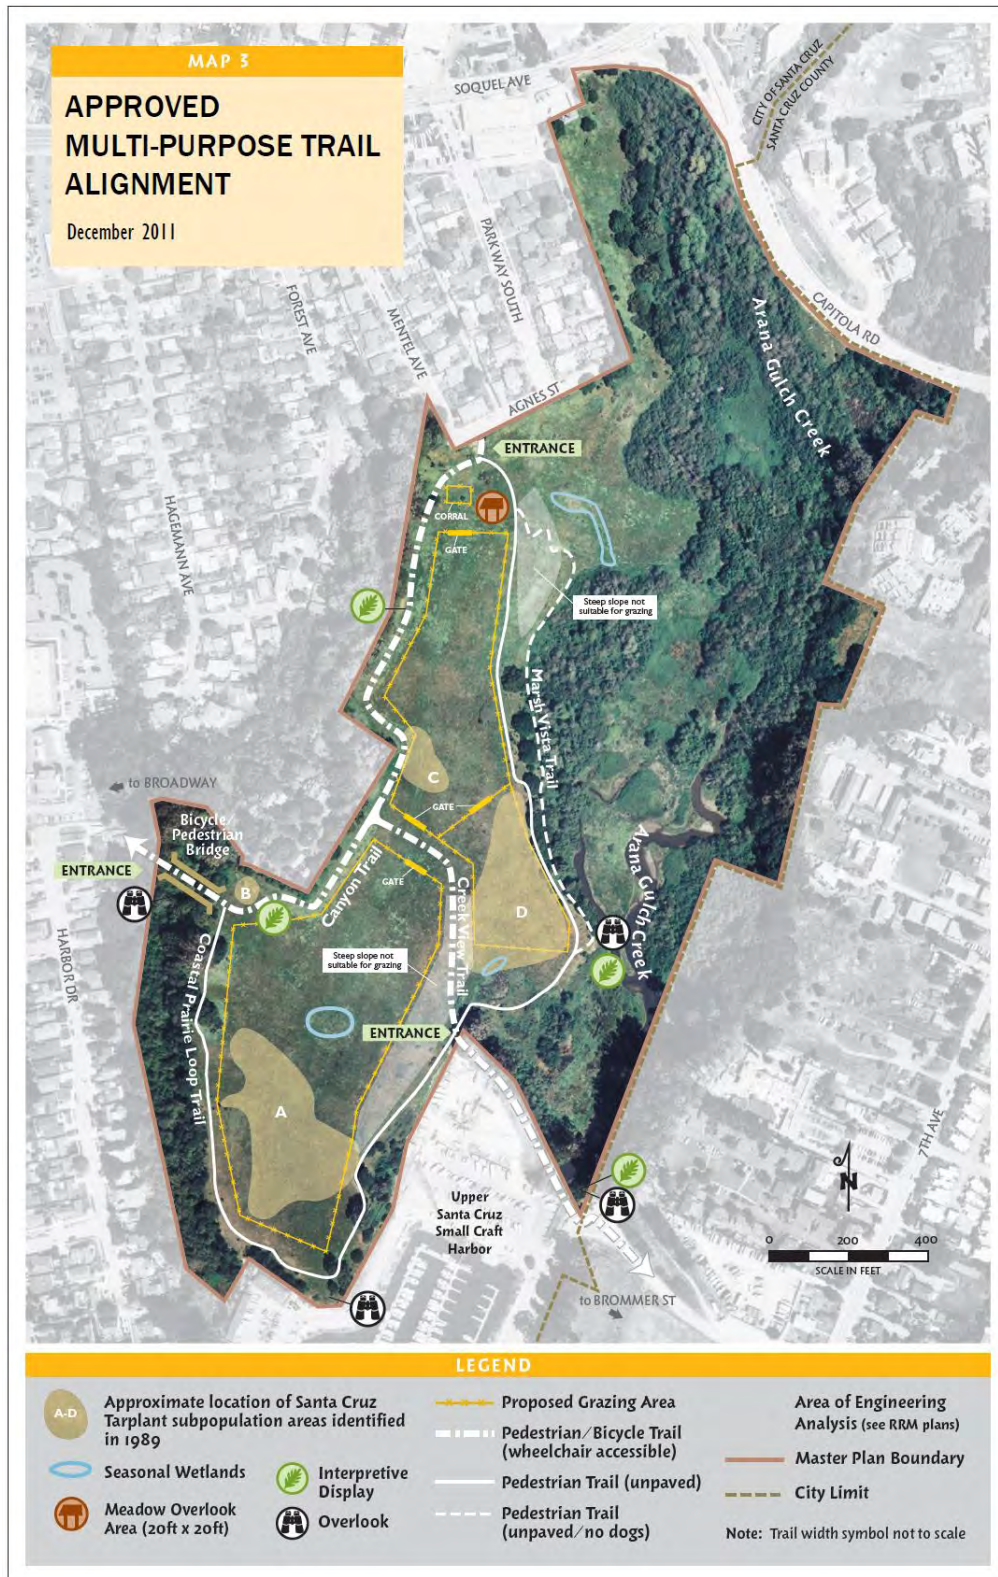 MAP 3
APPROVED
MULTI-PURPOSE TRAIL
ALIGNMENT
December 2011
SOQUEL AVE
CITY OF SANTA CRUZ
SANTA CRUZ COUNTY
PARKWAY SOUTH
FOREST AVE
MENTEL AVE
CAPITOLA RD
Arana Gulch Creek
AGNES ST
ENTRANCE
HAGEMANN AVE
CORRAL
GATE
Steep slope not
suitable for grazing
Marsh Vista Trail
to BROADWAY
C
GATE
Bicycle/
Pedestrian
Bridge
ENTRANCE
Canyon Trail
GATE
B
D
Creek View Trail
Arana Gulch Creek
HARBOR DR
Coastal Prairie Loop Trail
Steep slope not
suitable for grazing
ENTRANCE
A
7TH AVE
N
Upper
Santa Cruz
Small Craft
Harbor
0 200 400
SCALE IN FEET
to BROMMER ST
LEGEND
A-D
Approximate location of Santa Cruz
Tarplant subpopulation areas identified
in 1989
Seasonal Wetlands
Meadow Overlook
Area (20ft x 20ft)
Interpretive
Display
Overlook
Proposed Grazing Area
Pedestrian/Bicycle Trail
(wheelchair accessible)
Pedestrian Trail (unpaved)
Pedestrian Trail
(unpaved/no dogs)
Area of Engineering
Analysis (see RRM plans)
Master Plan Boundary
City Limit
Note: Trail width symbol not to scale